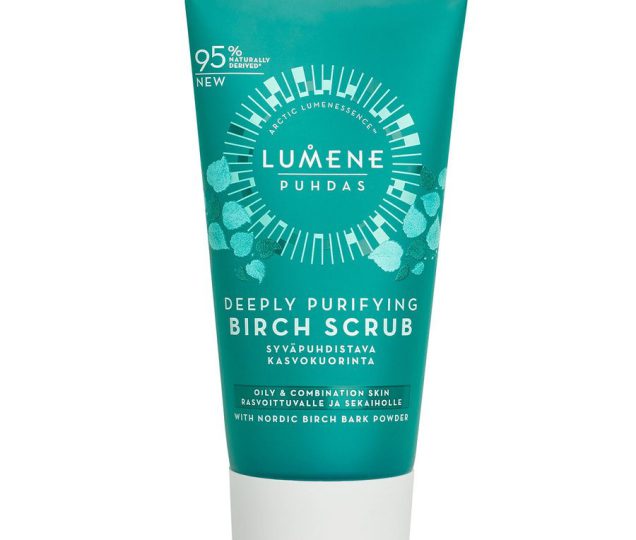 95%
NATURALLY
DERIVED*
NEW
ARCTIC LUMENESSENCE™
LUMENE
PUHDAS
DEEPLY PURIFYING
BIRCH SCRUB
SYVÄPUHDISTAVA
KASVOKUORINTA
OILY & COMBINATION SKIN
RASVOITTUVALLE JA SEKAIHOLLE
WITH NORDIC BIRCH BARK POWDER